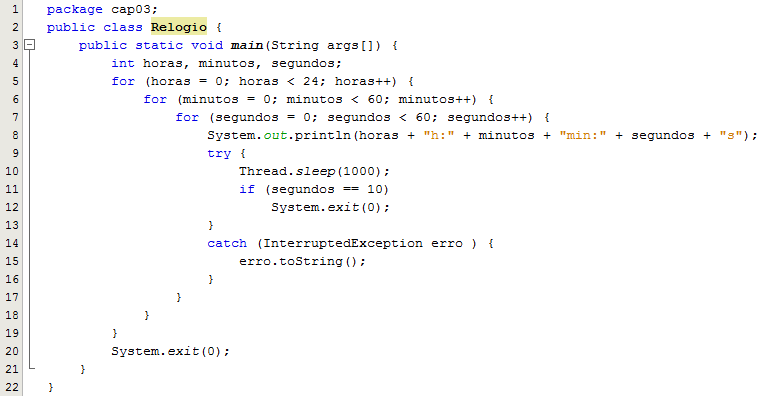 1 package cap03;
2 public class Relogio {
3 public static void main(String args[]) {
4 int horas, minutos, segundos;
5 for (horas = 0; horas < 24; horas++) {
6 for (minutos = 0; minutos < 60; minutos++) {
7 for (segundos = 0; segundos < 60; segundos++) {
8 System.out.println(horas + "h:" + minutos + "min:" + segundos + "s");
9 try {
10 Thread.sleep(1000);
11 if (segundos == 10)
12 System.exit(0);
13 }
14 catch (InterruptedException erro ) {
15 erro.toString();
16 }
17 }
18 }
19 }
20 System.exit(0);
21 }
22 }